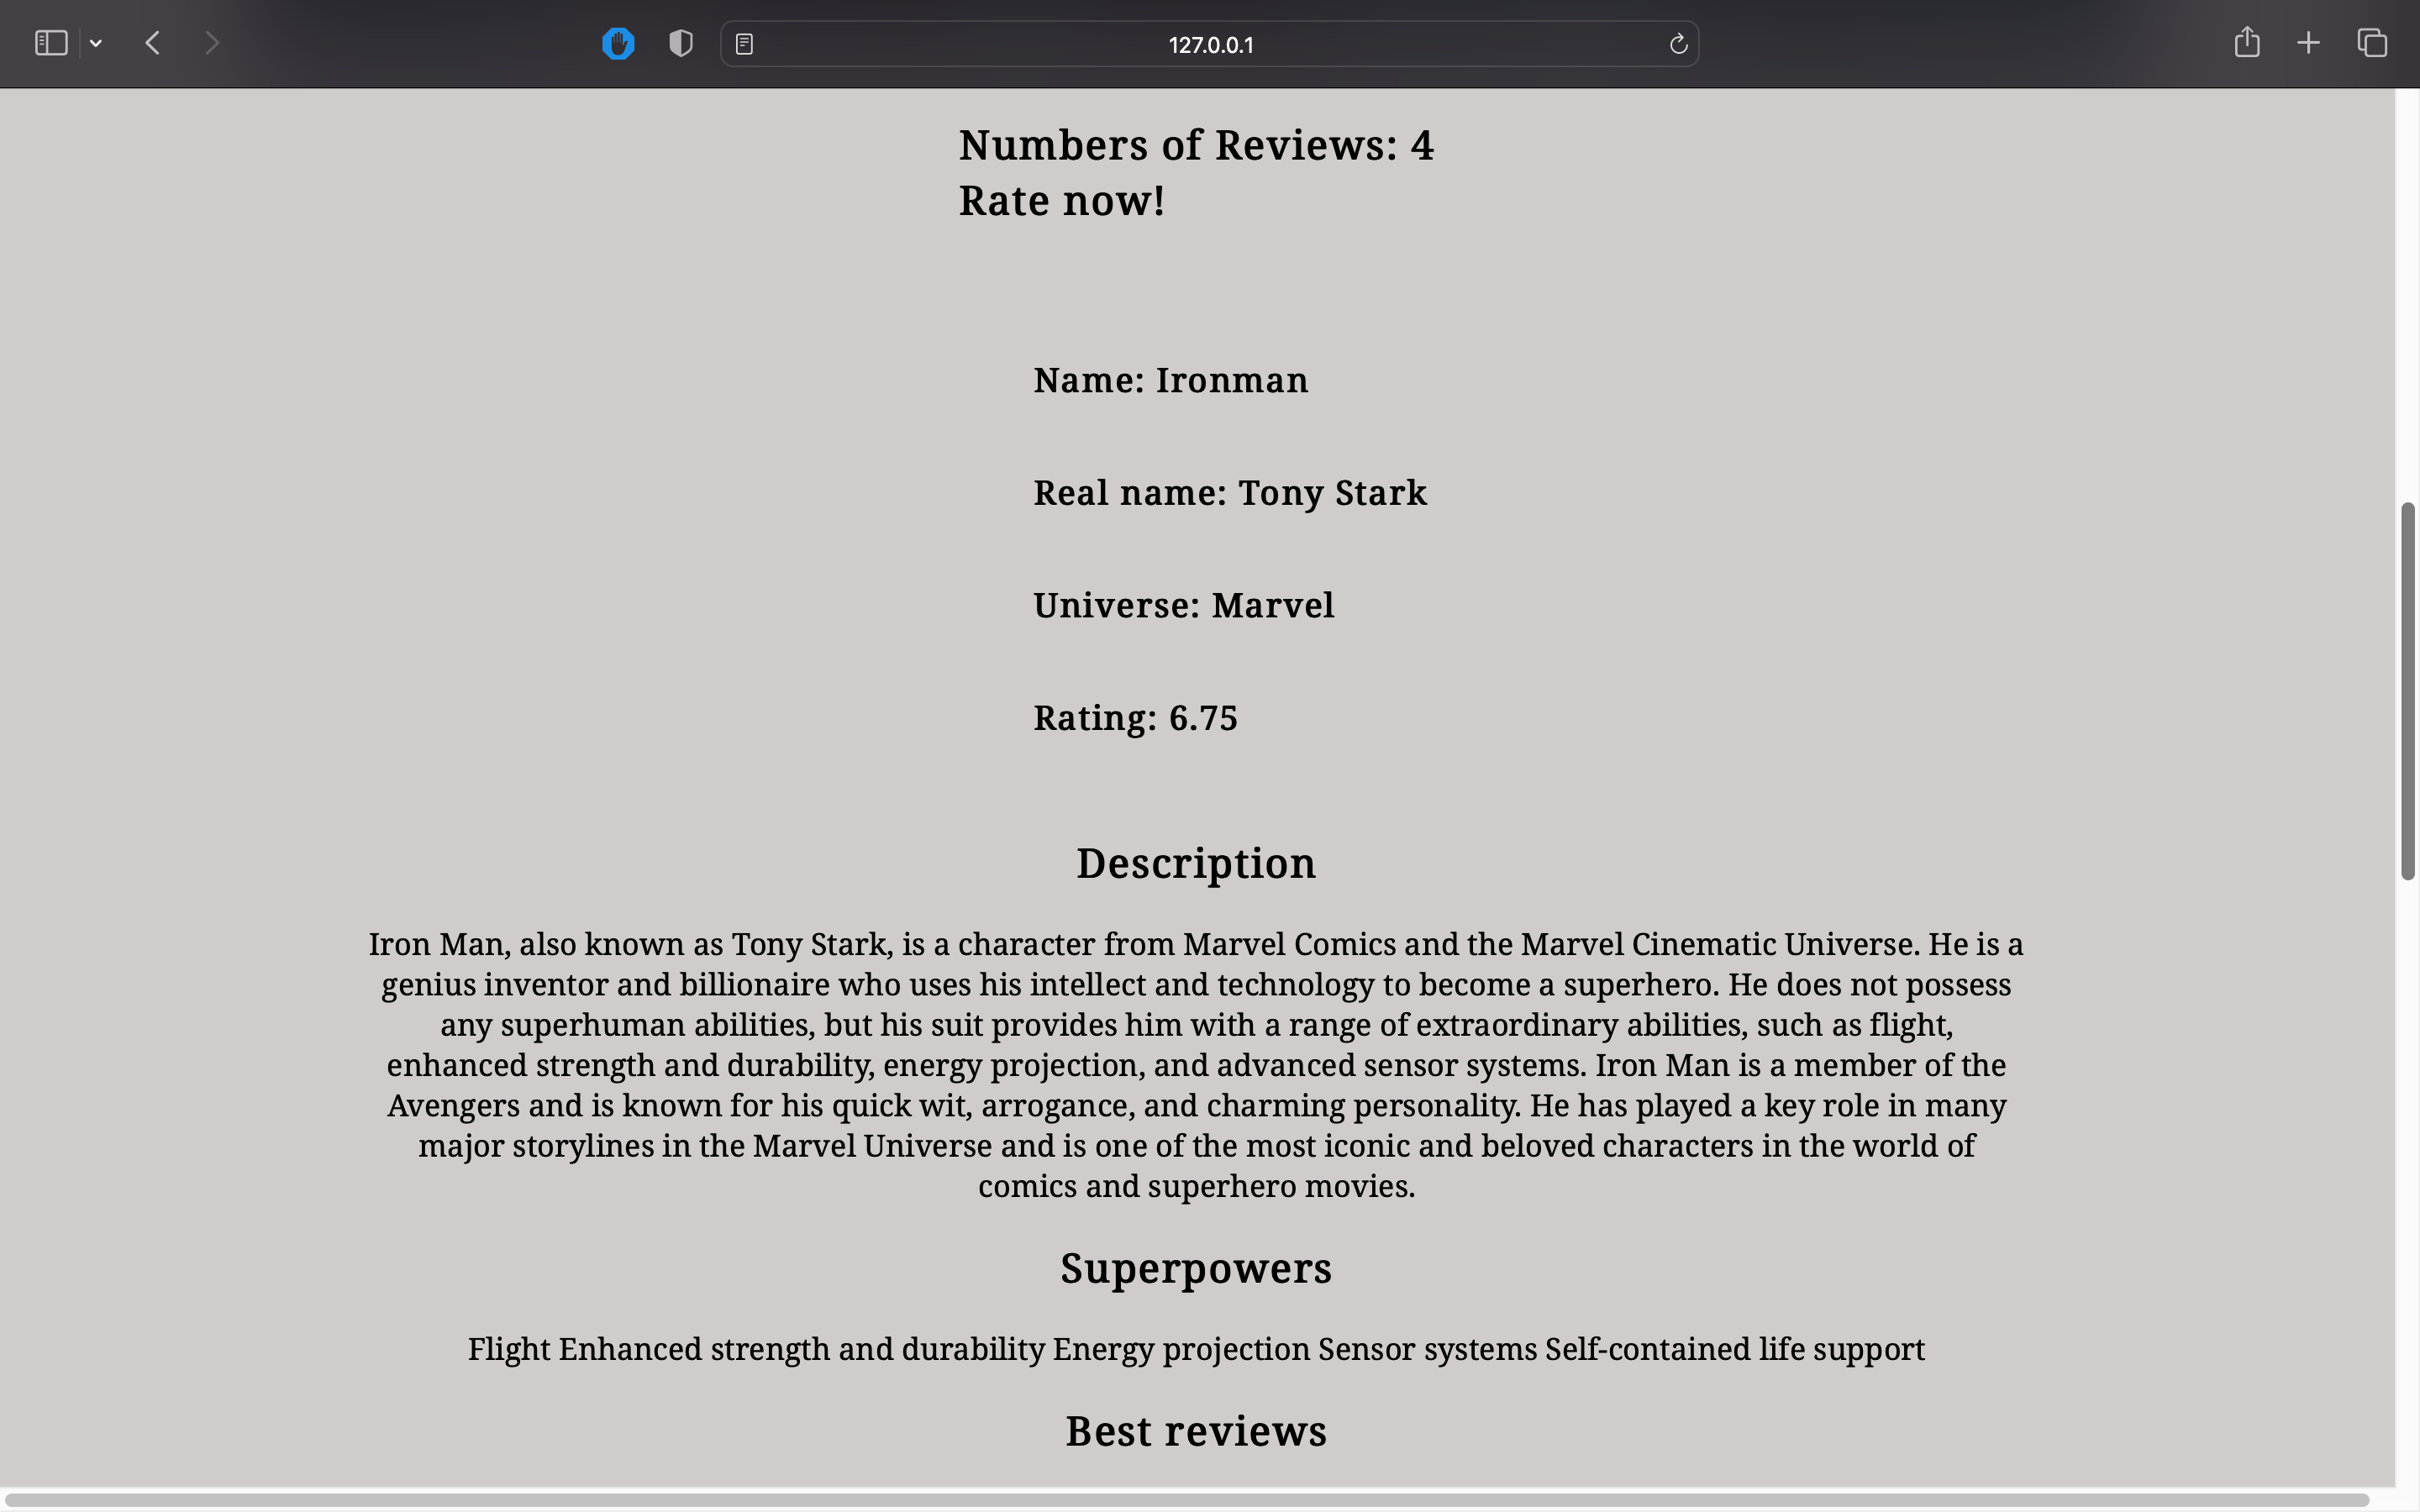 127.0.0.1
Numbers of Reviews: 4
Rate now!
Name: Ironman
Real name: Tony Stark
Universe: Marvel
Rating: 6.75
Description
Iron Man, also known as Tony Stark, is a character from Marvel Comics and the Marvel Cinematic Universe. He is a
genius inventor and billionaire who uses his intellect and technology to become a superhero. He does not possess
any superhuman abilities, but his suit provides him with a range of extraordinary abilities, such as flight,
enhanced strength and durability, energy projection, and advanced sensor systems. Iron Man is a member of the
Avengers and is known for his quick wit, arrogance, and charming personality. He has played a key role in many
major storylines in the Marvel Universe and is one of the most iconic and beloved characters in the world of
comics and superhero movies.
Superpowers
Flight Enhanced strength and durability Energy projection Sensor systems Self-contained life support
Best reviews